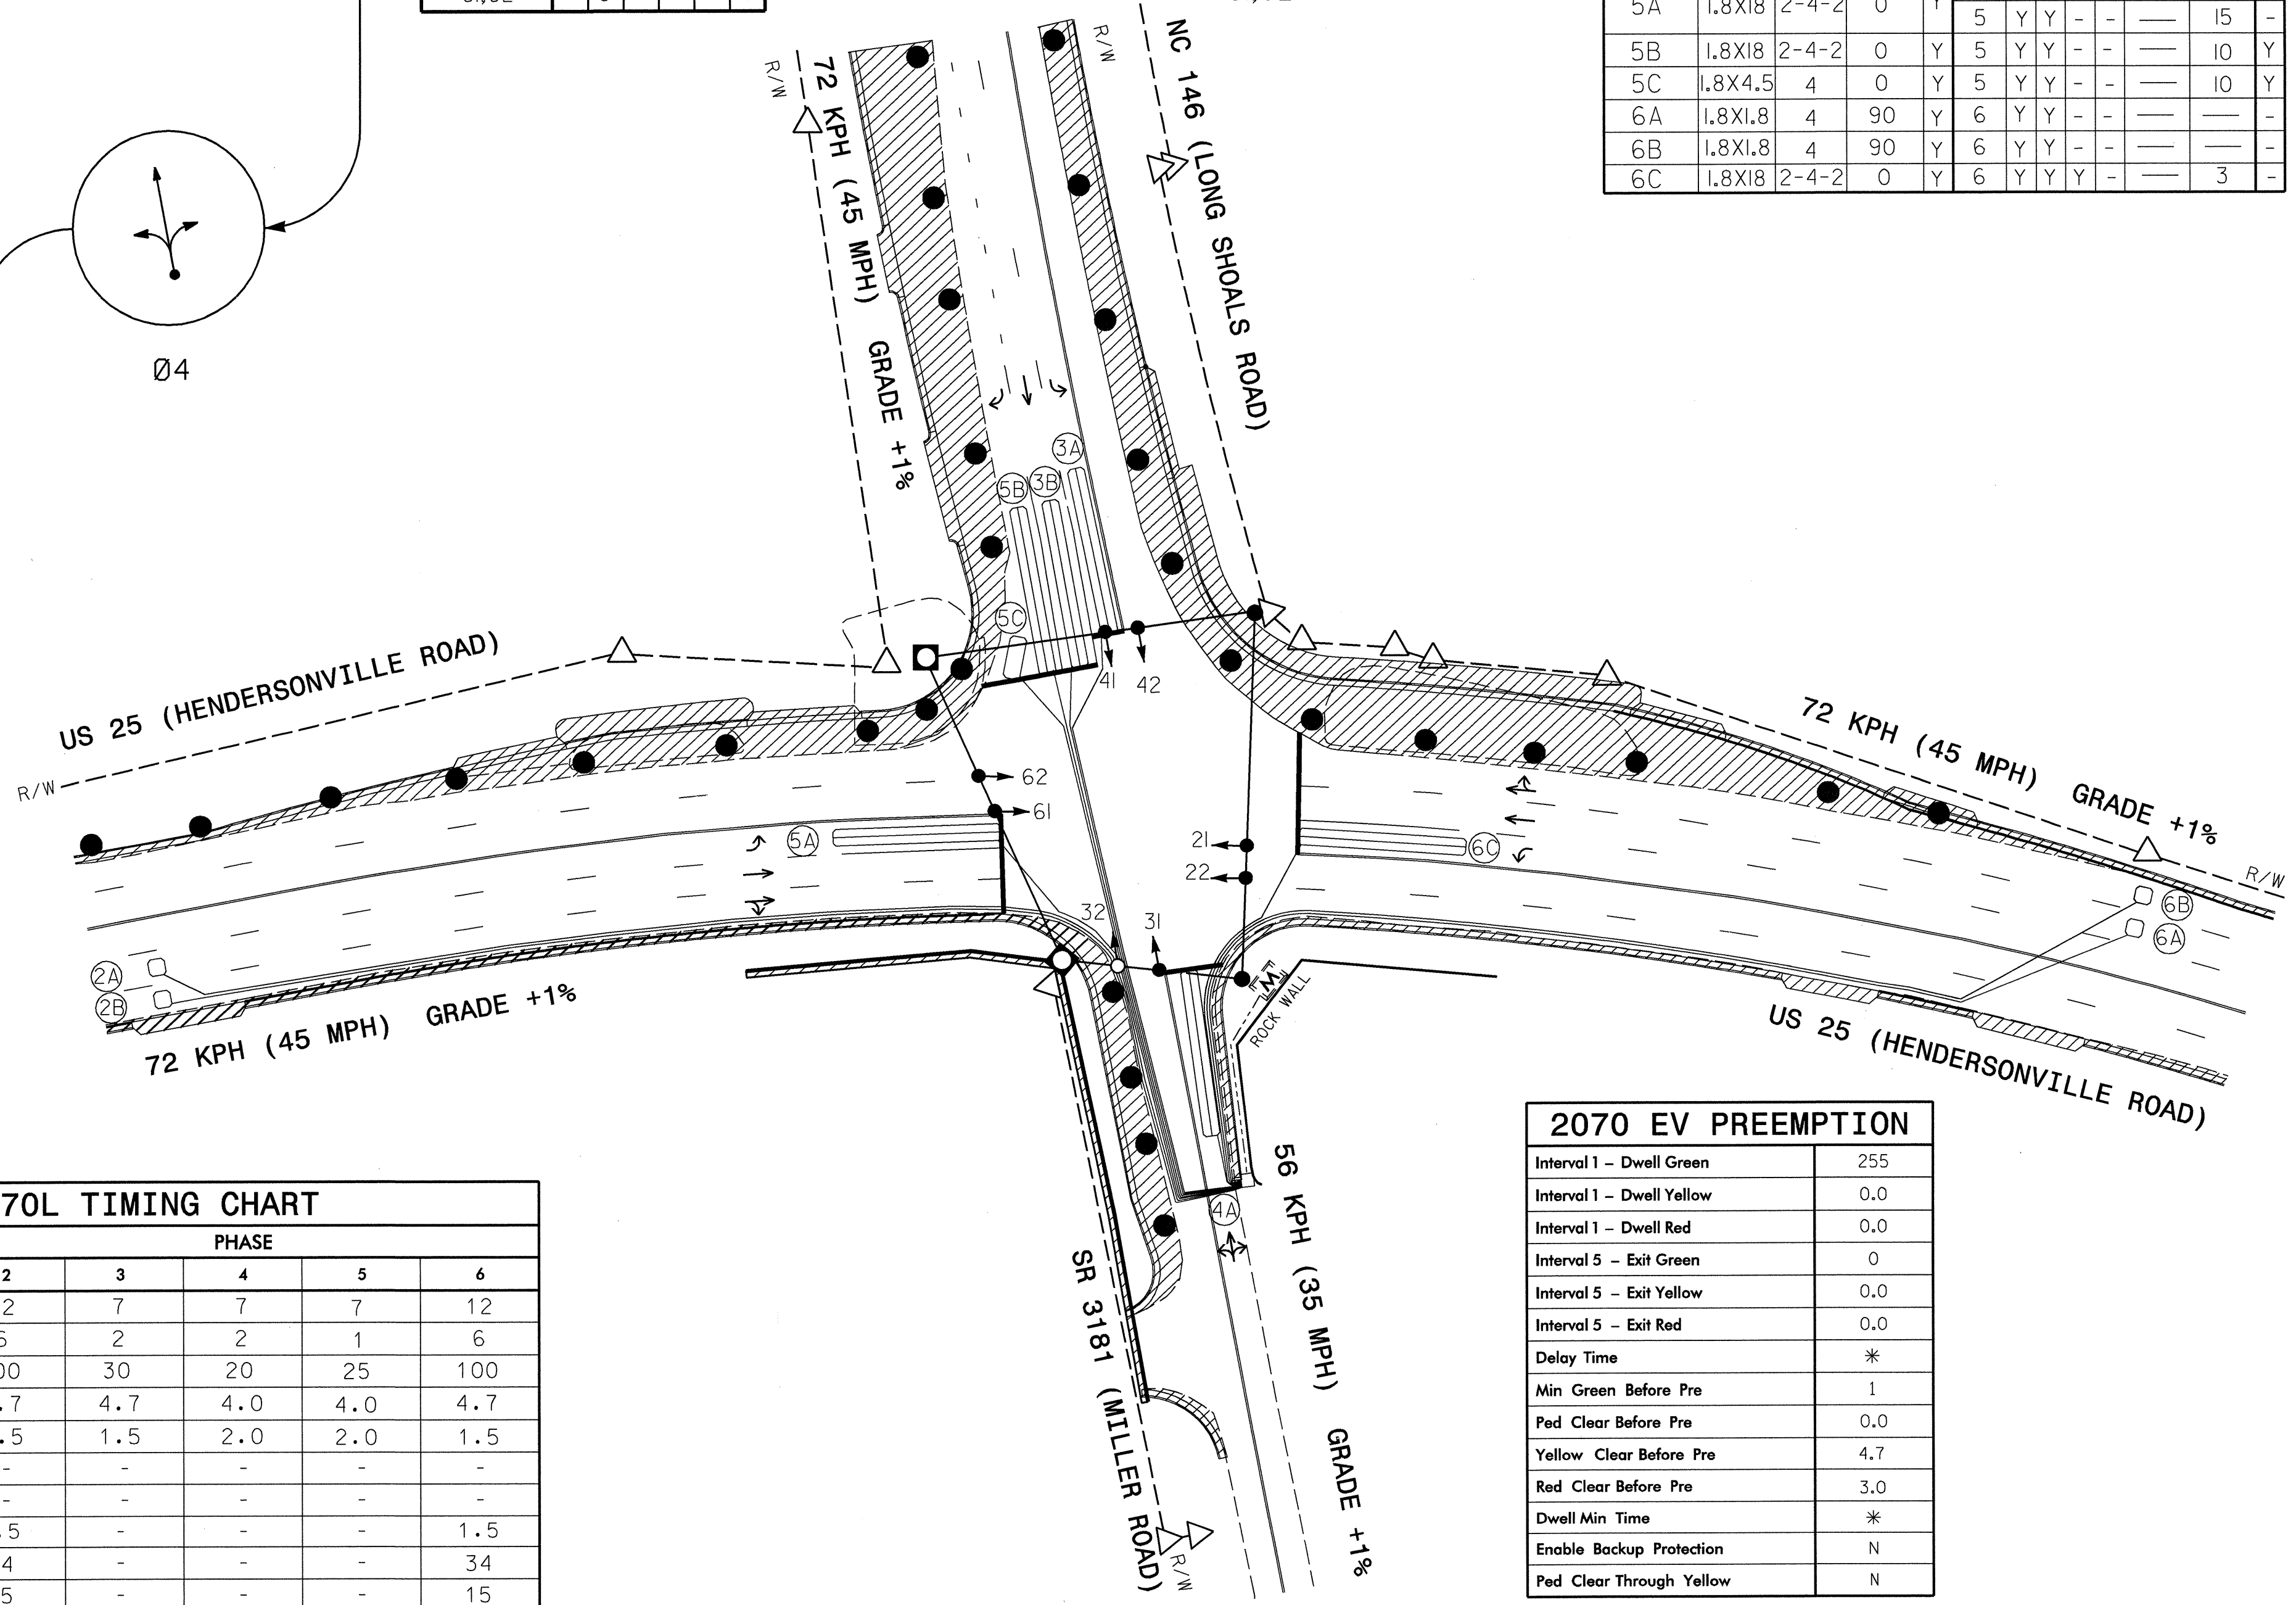 5A 1.8X18 2-4-2 0 Y
5 Y Y - - — 15 -
5B 1.8X18 2-4-2 0 Y 5 Y Y - - — 10 Y
5C 1.8X4.5 4 0 Y 5 Y Y - - — 10 Y
6A 1.8X1.8 4 90 Y 6 Y Y - - — — -
6B 1.8X1.8 4 90 Y 6 Y Y - - — — -
6C 1.8X18 2-4-2 0 Y 6 Y Y Y - — 3 -
Ø4
R/W
72 KPH (45 MPH) GRADE +1%
R/W
NC 146 (LONG SHOALS ROAD)
3A
3B
5B
5C
41
42
US 25 (HENDERSONVILLE ROAD)
R/W
62
61
5A
21
22
6C
72 KPH (45 MPH) GRADE +1%
R/W
6B
6A
32
31
2A
2B
72 KPH (45 MPH) GRADE +1%
M
ROCK WALL
US 25 (HENDERSONVILLE ROAD)
4A
SR 3181 (MILLER ROAD)
R/W
56 KPH (35 MPH) GRADE +1%
70L TIMING CHART
PHASE
2 3 4 5 6
2 7 7 7 12
6 2 2 1 6
00 30 20 25 100
.7 4.7 4.0 4.0 4.7
.5 1.5 2.0 2.0 1.5
- - - - -
- - - - -
.5 - - - 1.5
4 - - - 34
5 - - - 15
2070 EV PREEMPTION
Interval 1 – Dwell Green 255
Interval 1 – Dwell Yellow 0.0
Interval 1 – Dwell Red 0.0
Interval 5 – Exit Green 0
Interval 5 – Exit Yellow 0.0
Interval 5 – Exit Red 0.0
Delay Time *
Min Green Before Pre 1
Ped Clear Before Pre 0.0
Yellow Clear Before Pre 4.7
Red Clear Before Pre 3.0
Dwell Min Time *
Enable Backup Protection N
Ped Clear Through Yellow N